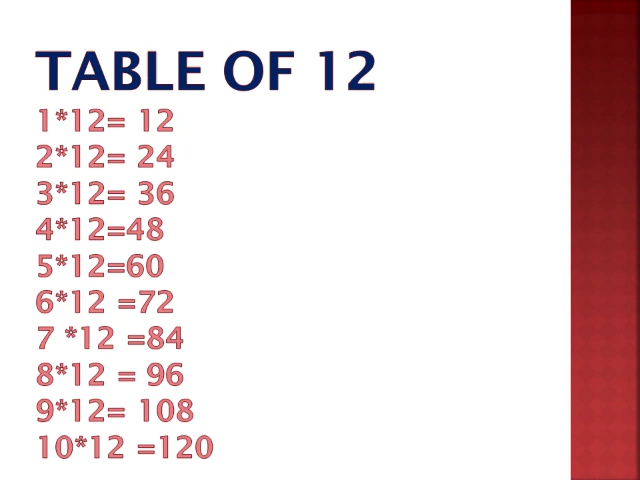 TABLE OF 12
1*12= 12
2*12= 24
3*12= 36
4*12=48
5*12=60
6*12 =72
7 *12 =84
8*12 = 96
9*12= 108
10*12 =120